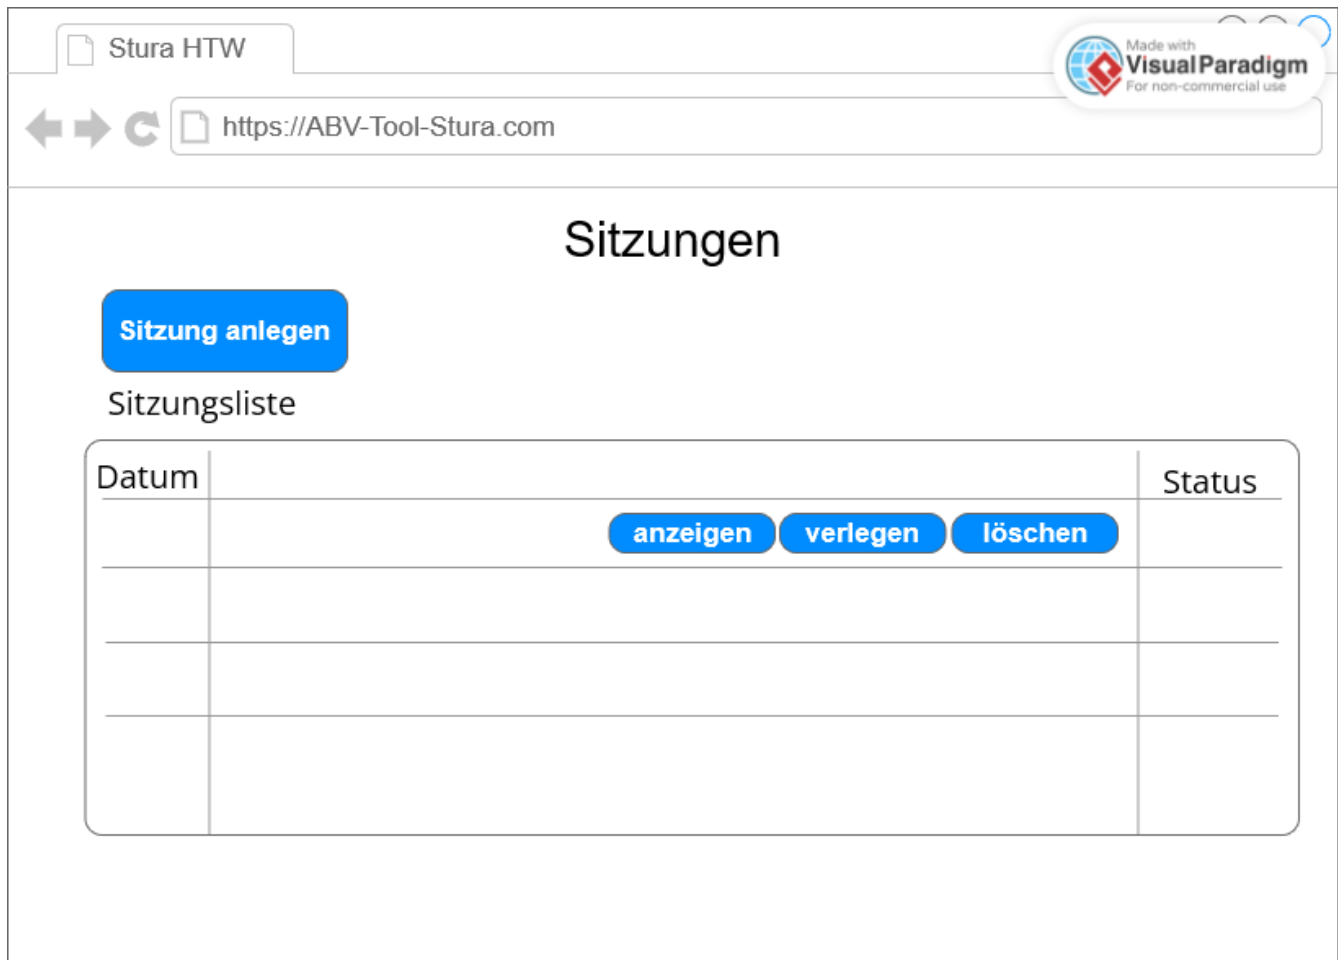 Stura HTW
Made with
Visual Paradigm
For non-commercial use
https://ABV-Tool-Stura.com
Sitzungen
Sitzung anlegen
Sitzungsliste
Datum
Status
anzeigen
verlegen
löschen